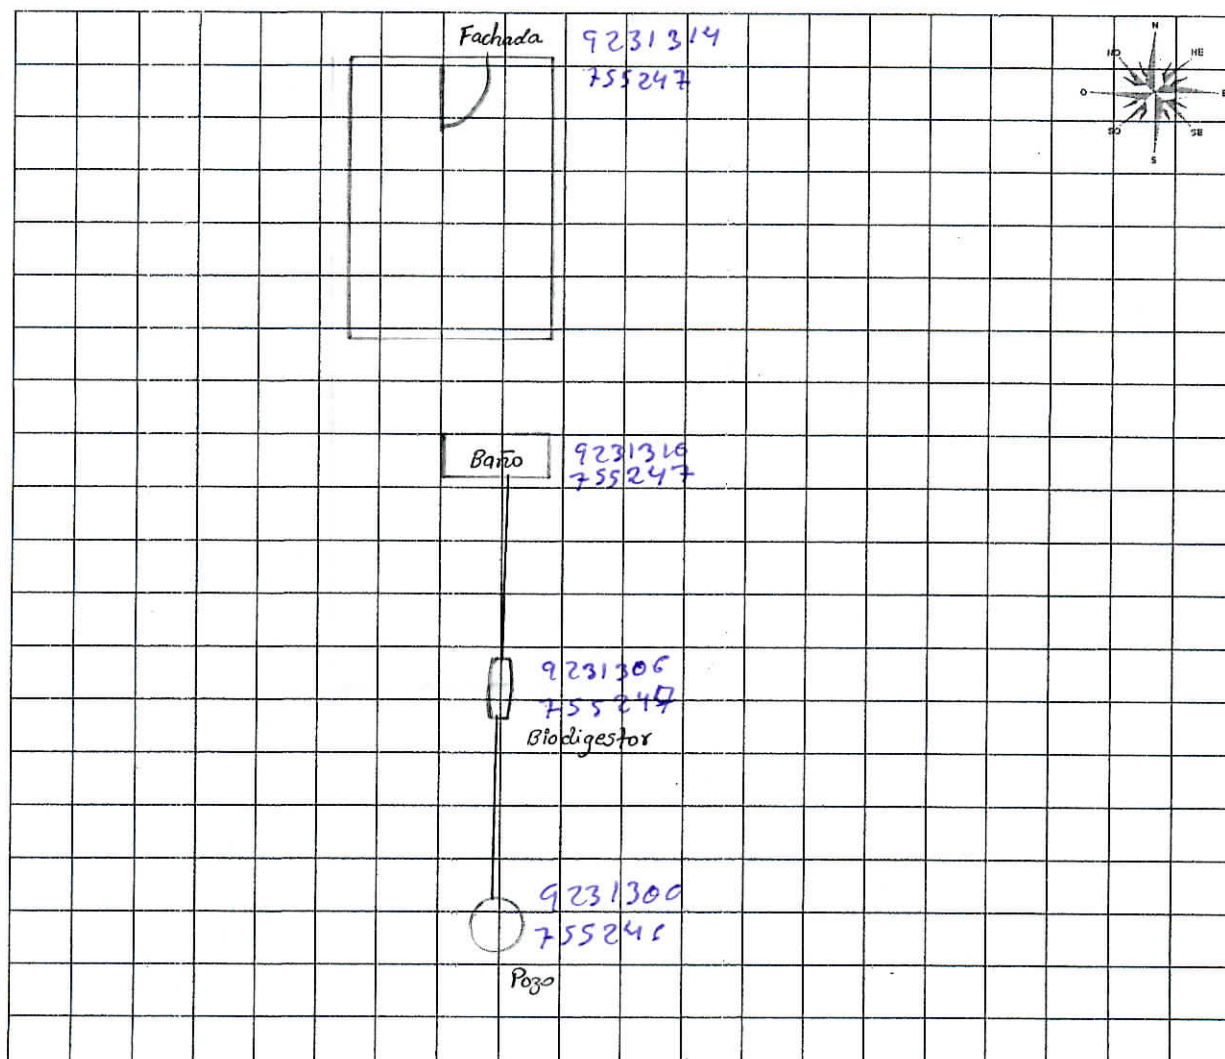 Fachada
9231314
755247
N
NO
NE
O
E
SO
SE
S
Baño
9231310
755247
9231306
755247
Biodigestor
9231300
755246
Pozo